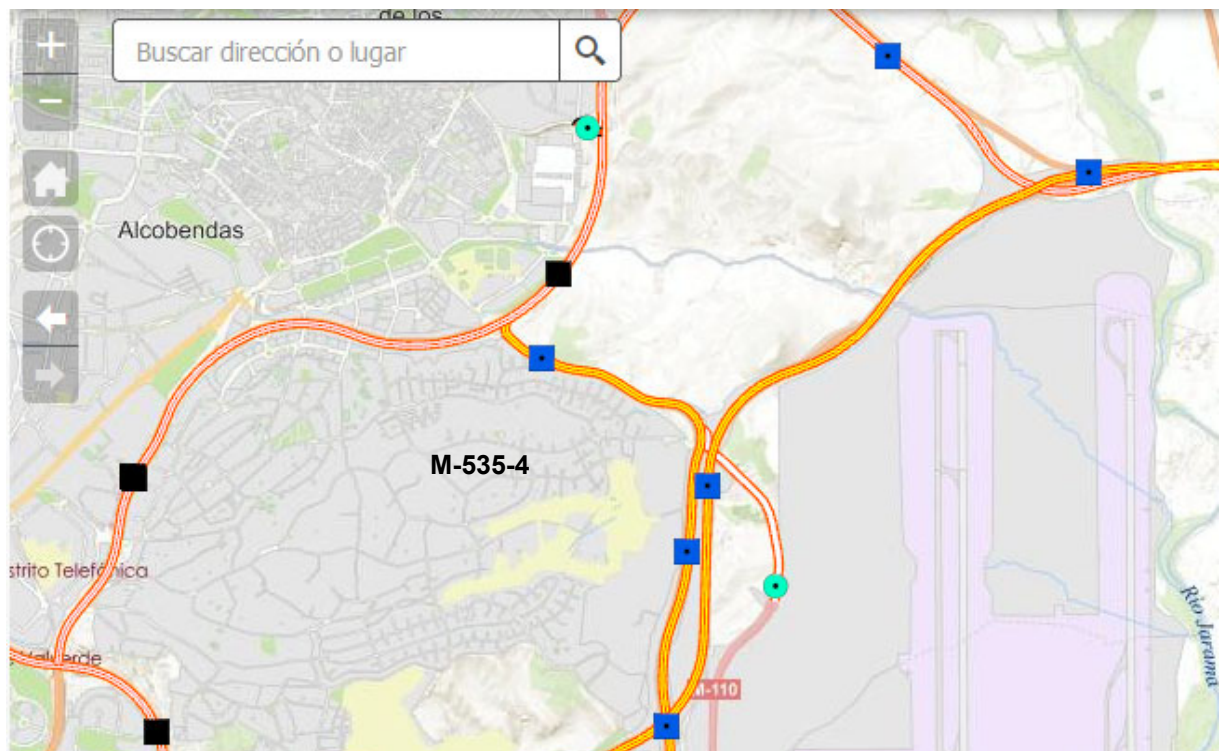 de los
Buscar dirección o lugar
Alcobendas
M-535-4
strito Telefónica
Valverde
M-110
Río Jarama